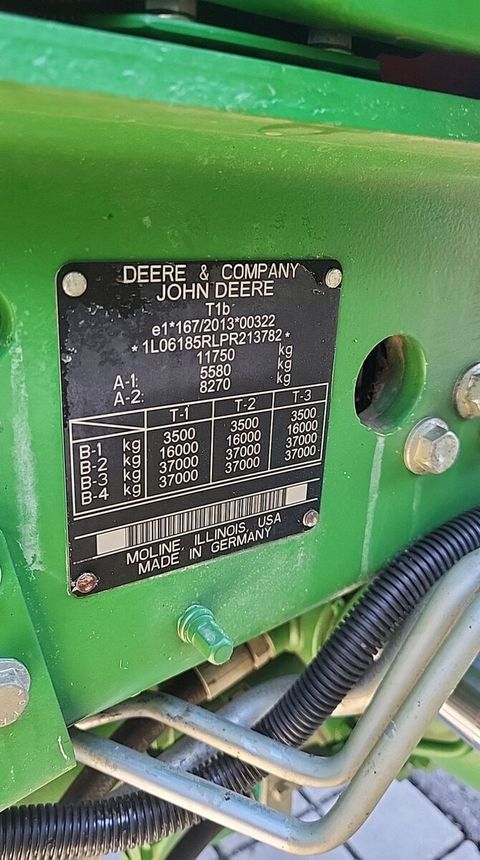 DEERE & COMPANY
JOHN DEERE
T1b
e1*167/2013*00322
*1L06185RLPR213782*
11750 kg
A-1: 5580 kg
A-2: 8270 kg
T-1 T-2 T-3
B-1 kg 3500 3500 3500
B-2 kg 16000 16000 16000
B-3 kg 37000 37000 37000
B-4 kg 37000 37000 37000
MOLINE, ILLINOIS, USA
MADE IN GERMANY